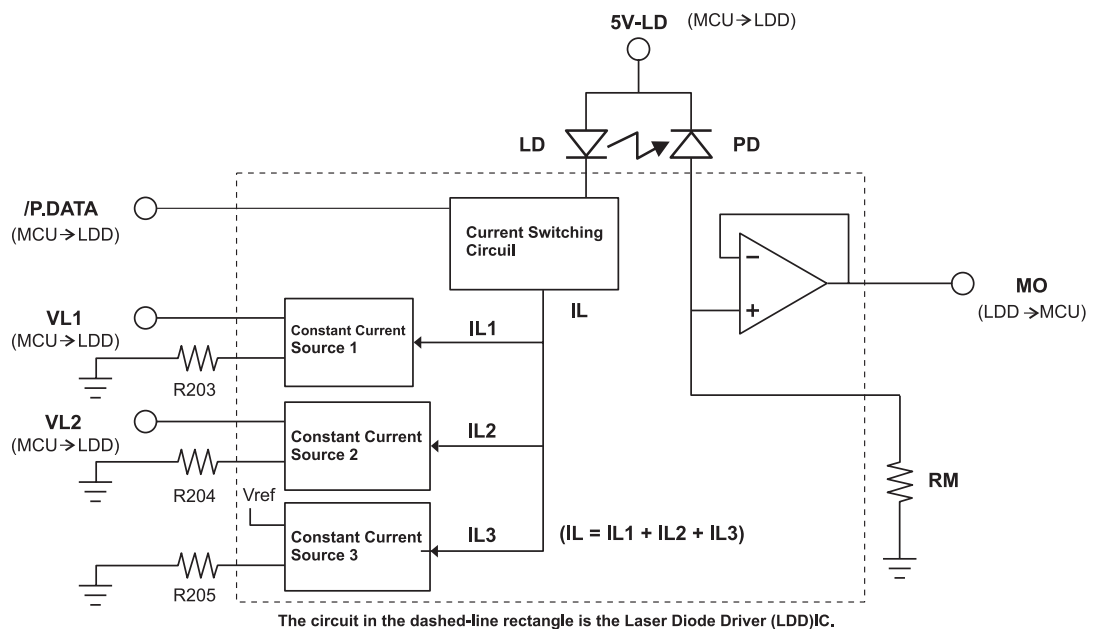 5V-LD (MCU→LDD)
LD
PD
/P.DATA
(MCU→LDD)
Current Switching
Circuil
−
+
MO
(LDD →MCU)
IL
VL1
(MCU→LDD)
Constant Current
Source 1
IL1
R203
VL2
(MCU→LDD)
Constant Current
Source 2
IL2
R204
Vref
Constant Current
Source 3
IL3
(IL = IL1 + IL2 + IL3)
R205
RM
The circuit in the dashed-line rectangle is the Laser Diode Driver (LDD)IC.